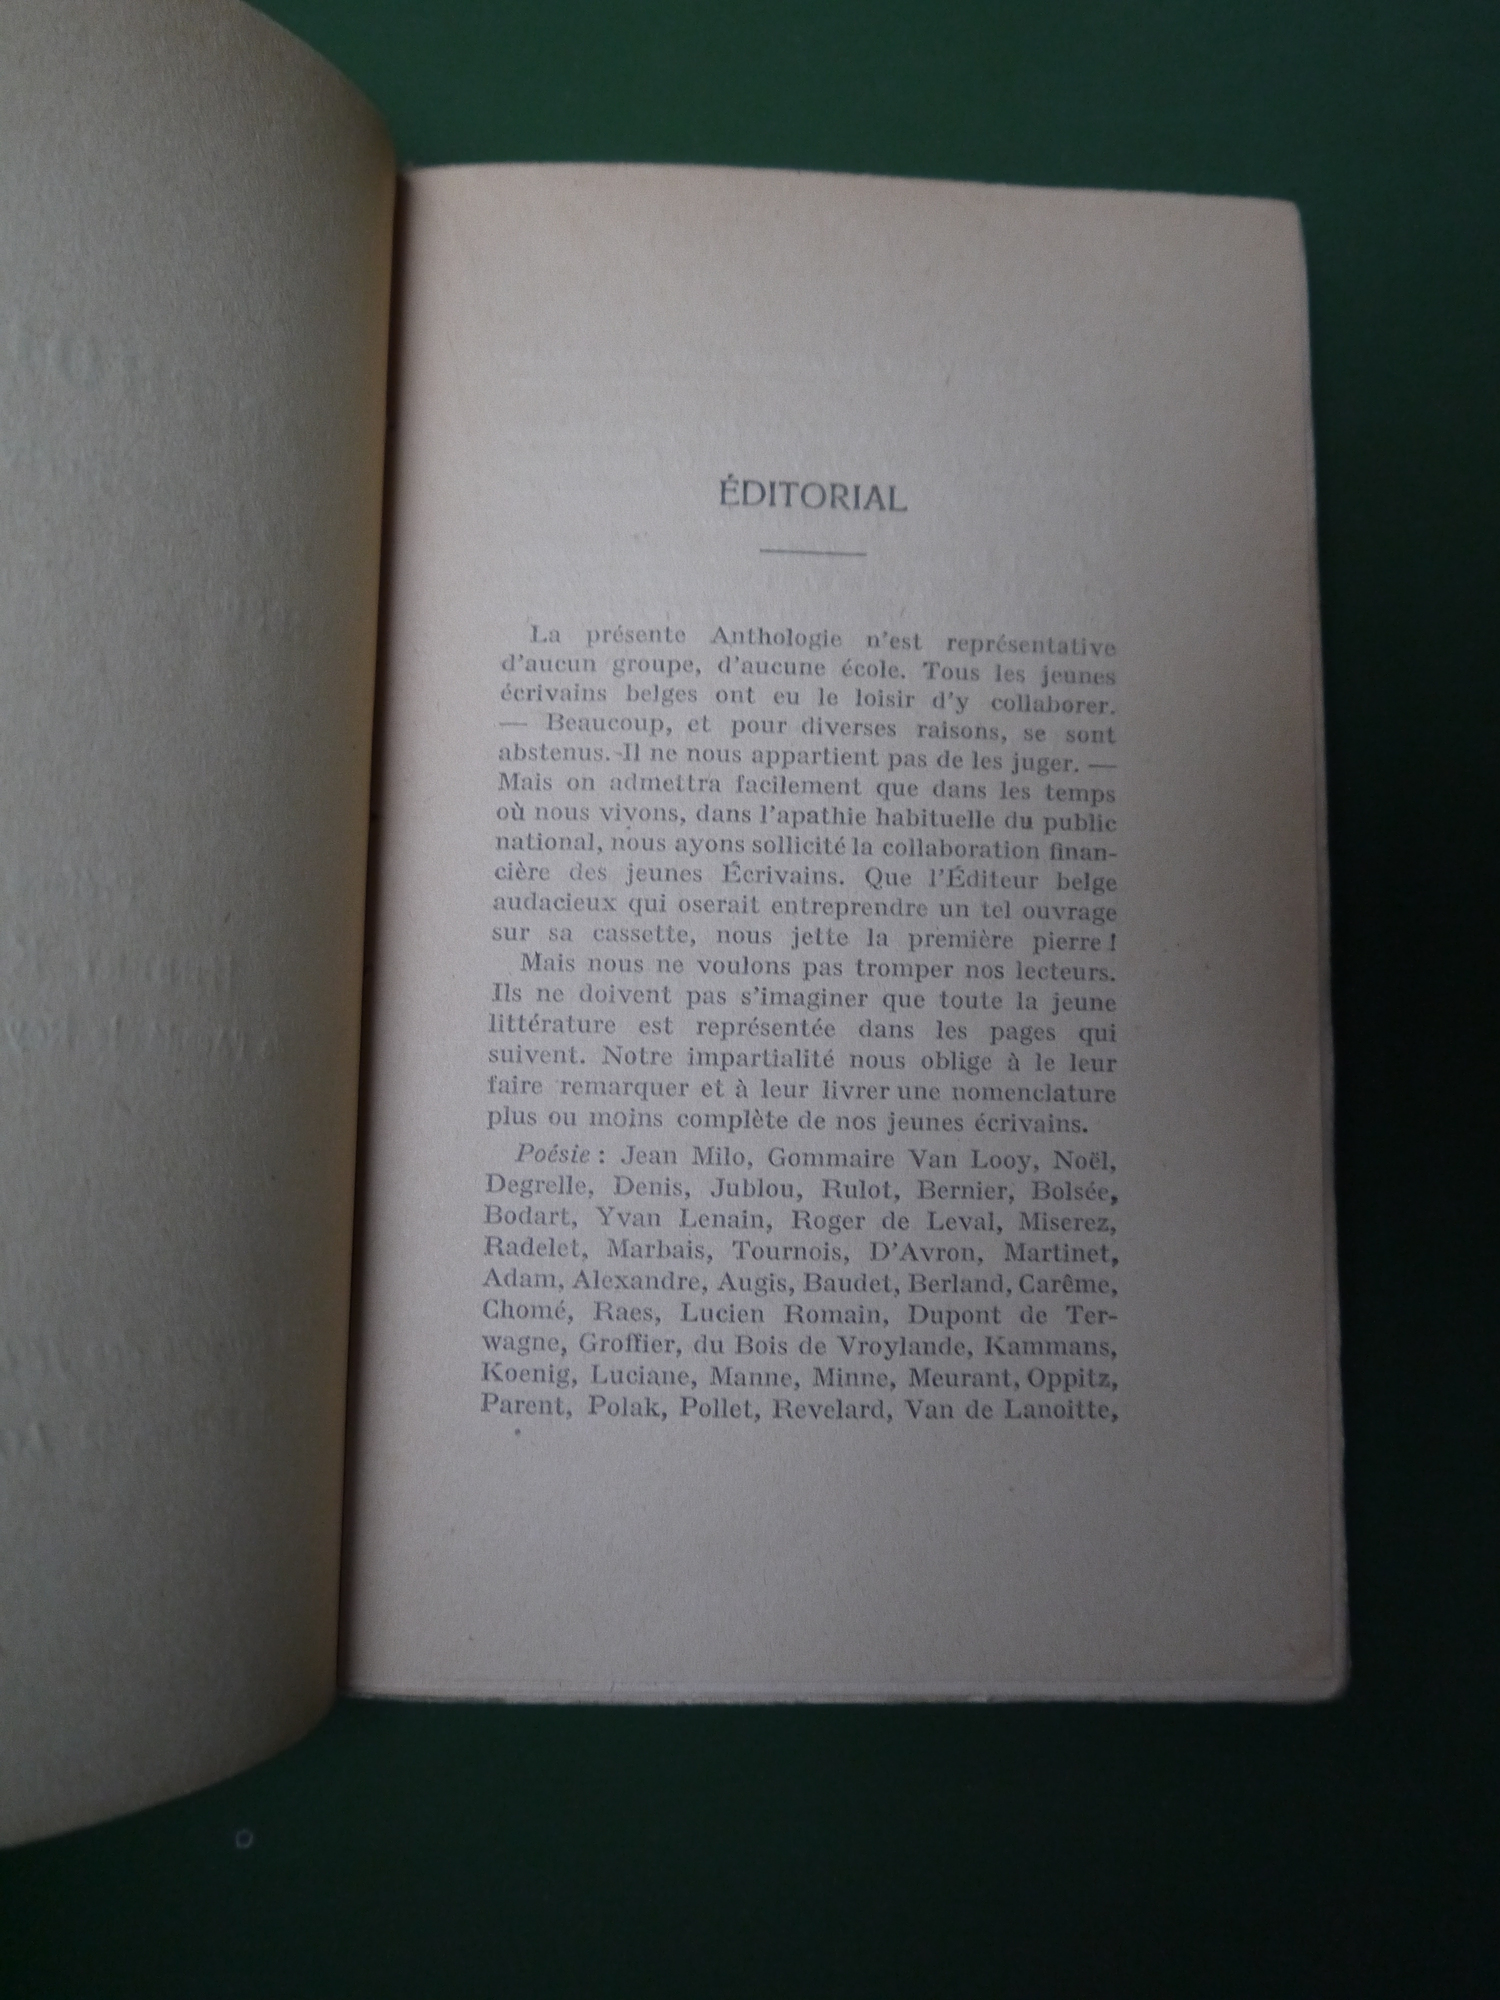 ÉDITORIAL
La présente Anthologie n'est représentative
d'aucun groupe, d'aucune école. Tous les jeunes
écrivains belges ont eu le loisir d'y collaborer.
— Beaucoup, et pour diverses raisons, se sont
abstenus. Il ne nous appartient pas de les juger. —
Mais on admettra facilement que dans les temps
où nous vivons, dans l'apathie habituelle du public
national, nous ayons sollicité la collaboration finan-
cière des jeunes Écrivains. Que l'Éditeur belge
audacieux qui oserait entreprendre un tel ouvrage
sur sa cassette, nous jette la première pierre !
Mais nous ne voulons pas tromper nos lecteurs.
Ils ne doivent pas s'imaginer que toute la jeune
littérature est représentée dans les pages qui
suivent. Notre impartialité nous oblige à le leur
faire remarquer et à leur livrer une nomenclature
plus ou moins complète de nos jeunes écrivains.
Poésie : Jean Milo, Gommaire Van Looy, Noël,
Degrelle, Denis, Jublou, Rulot, Bernier, Bolsée,
Bodart, Yvan Lenain, Roger de Leval, Miserez,
Radelet, Marbais, Tournois, D'Avron, Martinet,
Adam, Alexandre, Augis, Baudet, Berland, Carême,
Chomé, Raes, Lucien Romain, Dupont de Ter-
wagne, Groffier, du Bois de Vroylande, Kammans,
Koenig, Luciane, Manne, Minne, Meurant, Oppitz,
Parent, Polak, Pollet, Revelard, Van de Lanoitte,